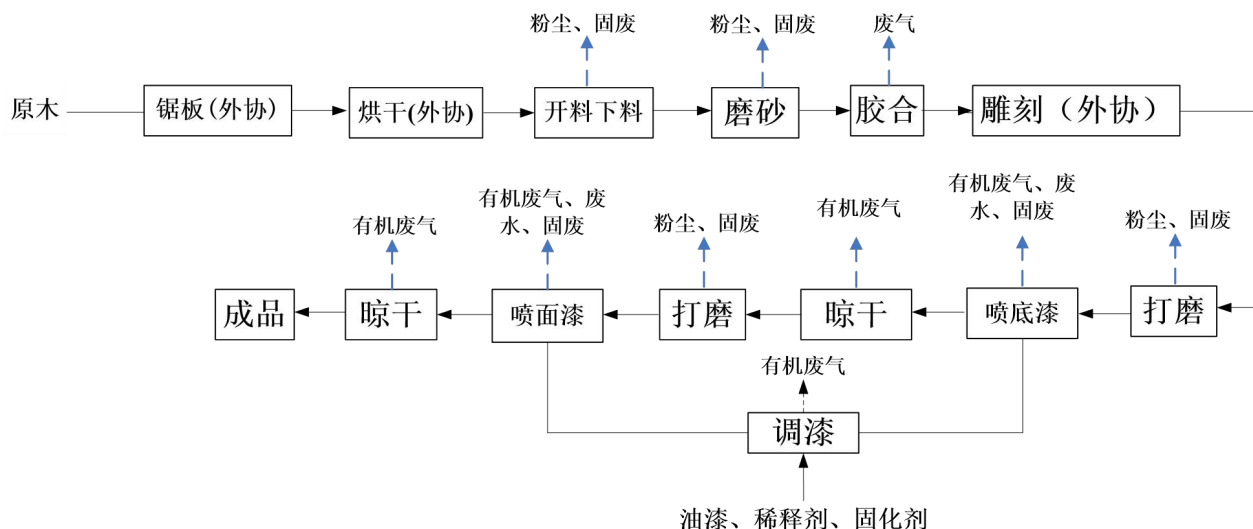 粉尘、固废
粉尘、固废
废气
原木
锯板(外协)
烘干(外协)
开料下料
磨砂
胶合
雕刻（外协）
有机废气
有机废气、废
水、固废
粉尘、固废
有机废气
有机废气、废
水、固废
粉尘、固废
成品
晾干
喷面漆
打磨
晾干
喷底漆
打磨
有机废气
调漆
油漆、稀释剂、固化剂